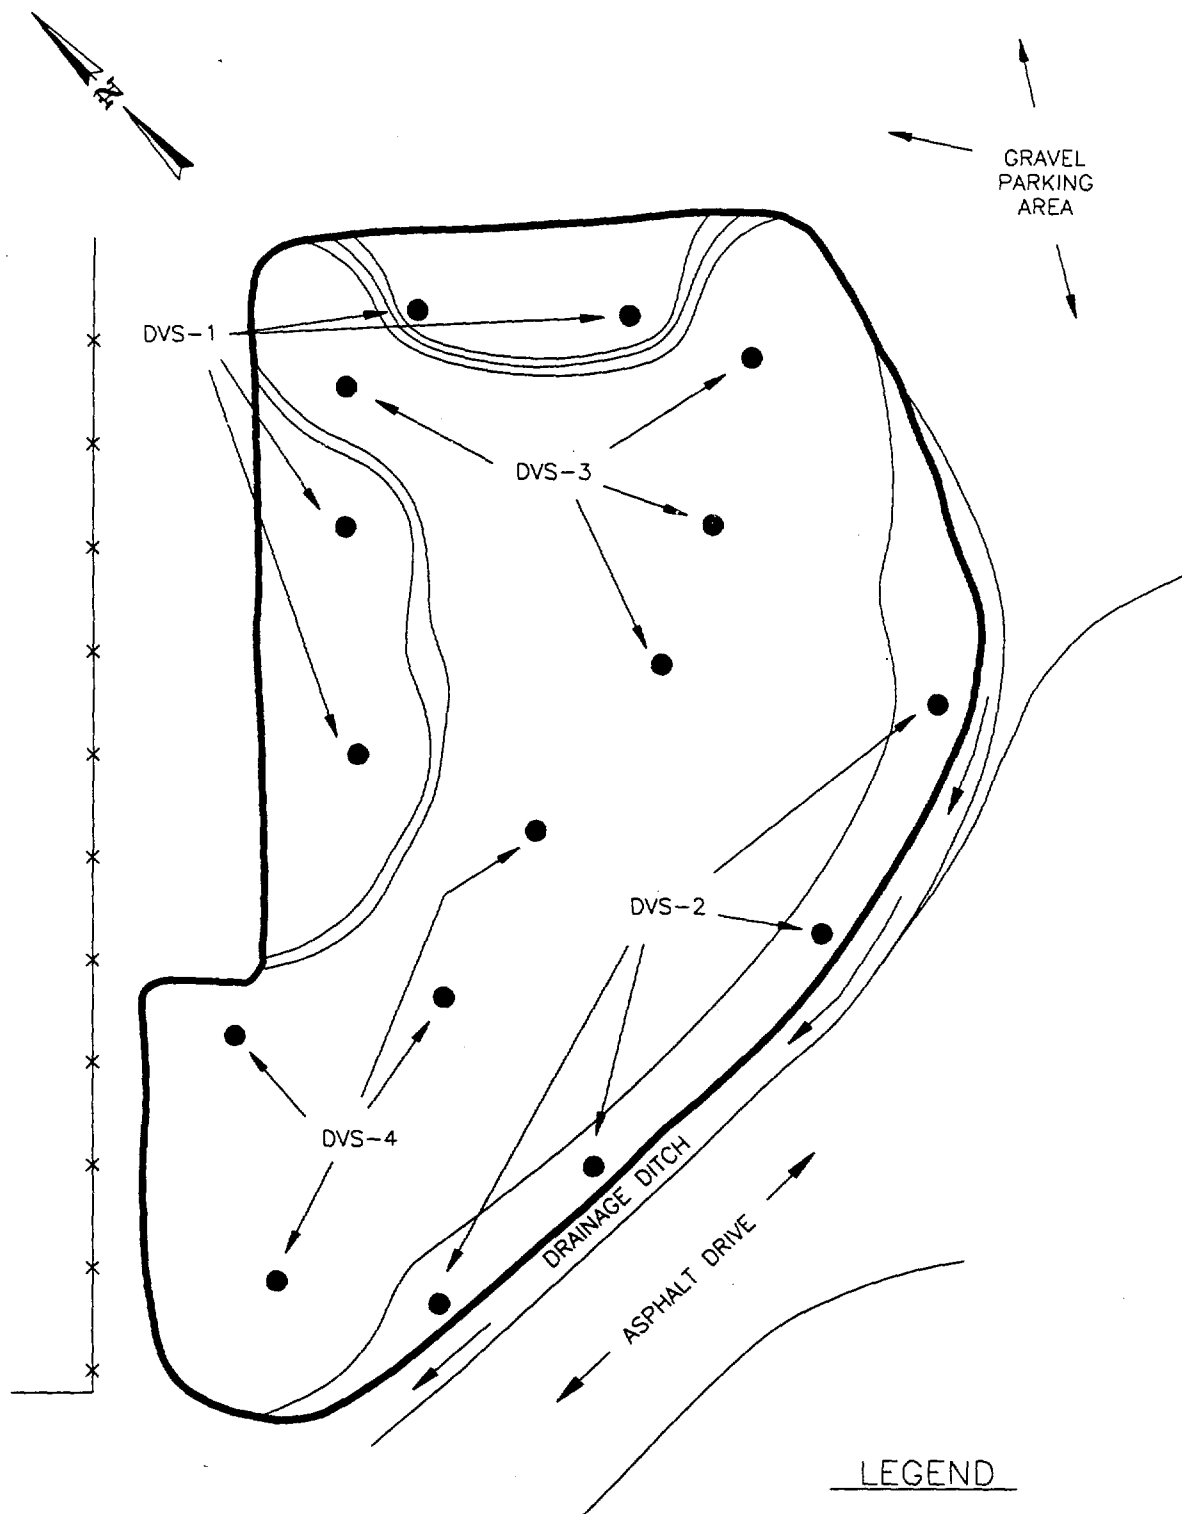 N
GRAVEL
PARKING
AREA
DVS-1
DVS-3
DVS-2
DVS-4
DRAINAGE DITCH
ASPHALT DRIVE
LEGEND